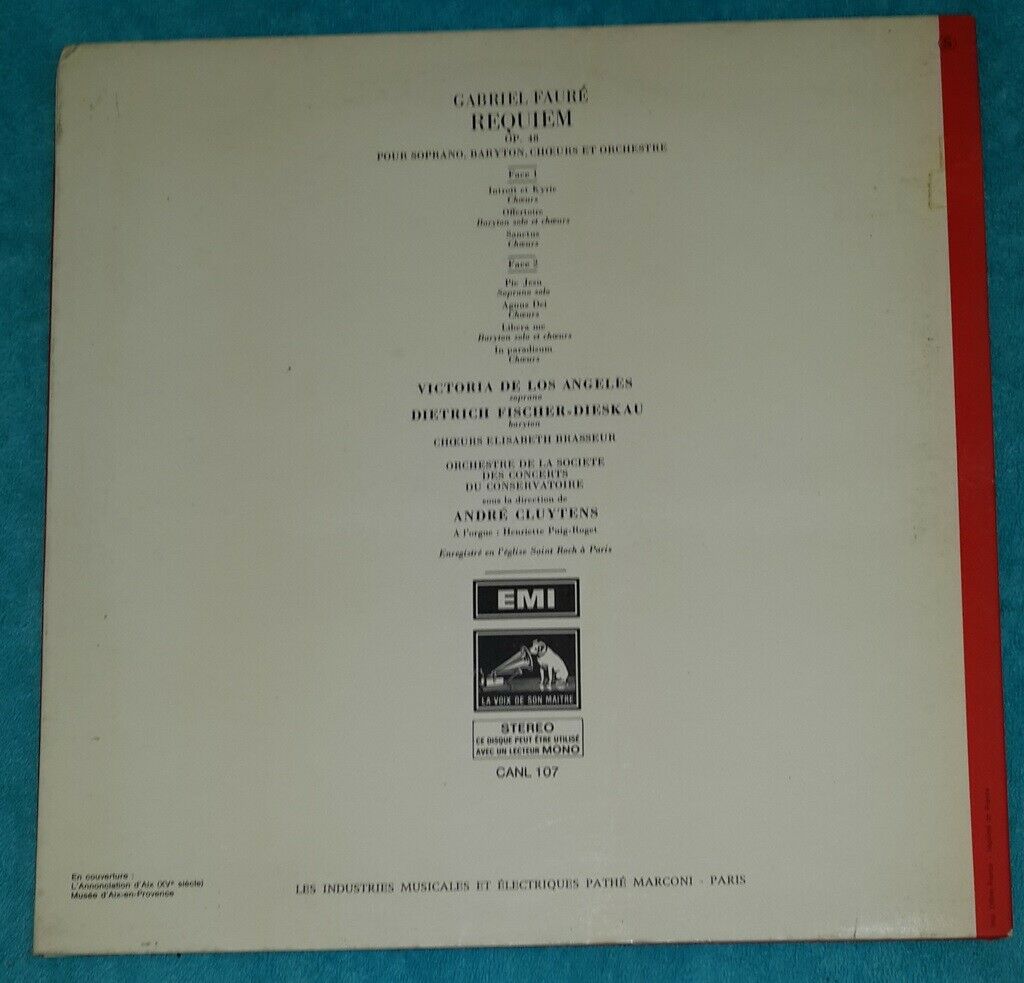 GABRIEL FAURÉ
REQUIEM
OP. 48
POUR SOPRANO, BARYTON, CHŒURS ET ORCHESTRE
Face 1
Introït et Kyrie
Chœurs
Offertoire
Baryton solo et chœurs
Sanctus
Chœurs
Face 2
Pie Jesu
Soprano solo
Agnus Dei
Chœurs
Libera me
Baryton solo et chœurs
In paradisum
Chœurs
VICTORIA DE LOS ANGELÈS
soprano
DIETRICH FISCHER-DIESKAU
baryton
CHŒURS ELISABETH BRASSEUR
ORCHESTRE DE LA SOCIETE
DES CONCERTS
DU CONSERVATOIRE
sous la direction de
ANDRÉ CLUYTENS
A l'orgue : Henriette Puig-Roget
Enregistré en l'église Saint Roch à Paris
EMI
LA VOIX DE SON MAITRE
STEREO
CE DISQUE PEUT ÊTRE UTILISÉ
AVEC UN LECTEUR MONO
CANL 107
En couverture :
L'Annonciation d'Aix (XVe siècle)
Musée d'Aix-en-Provence
LES INDUSTRIES MUSICALES ET ÉLECTRIQUES PATHÉ MARCONI - PARIS